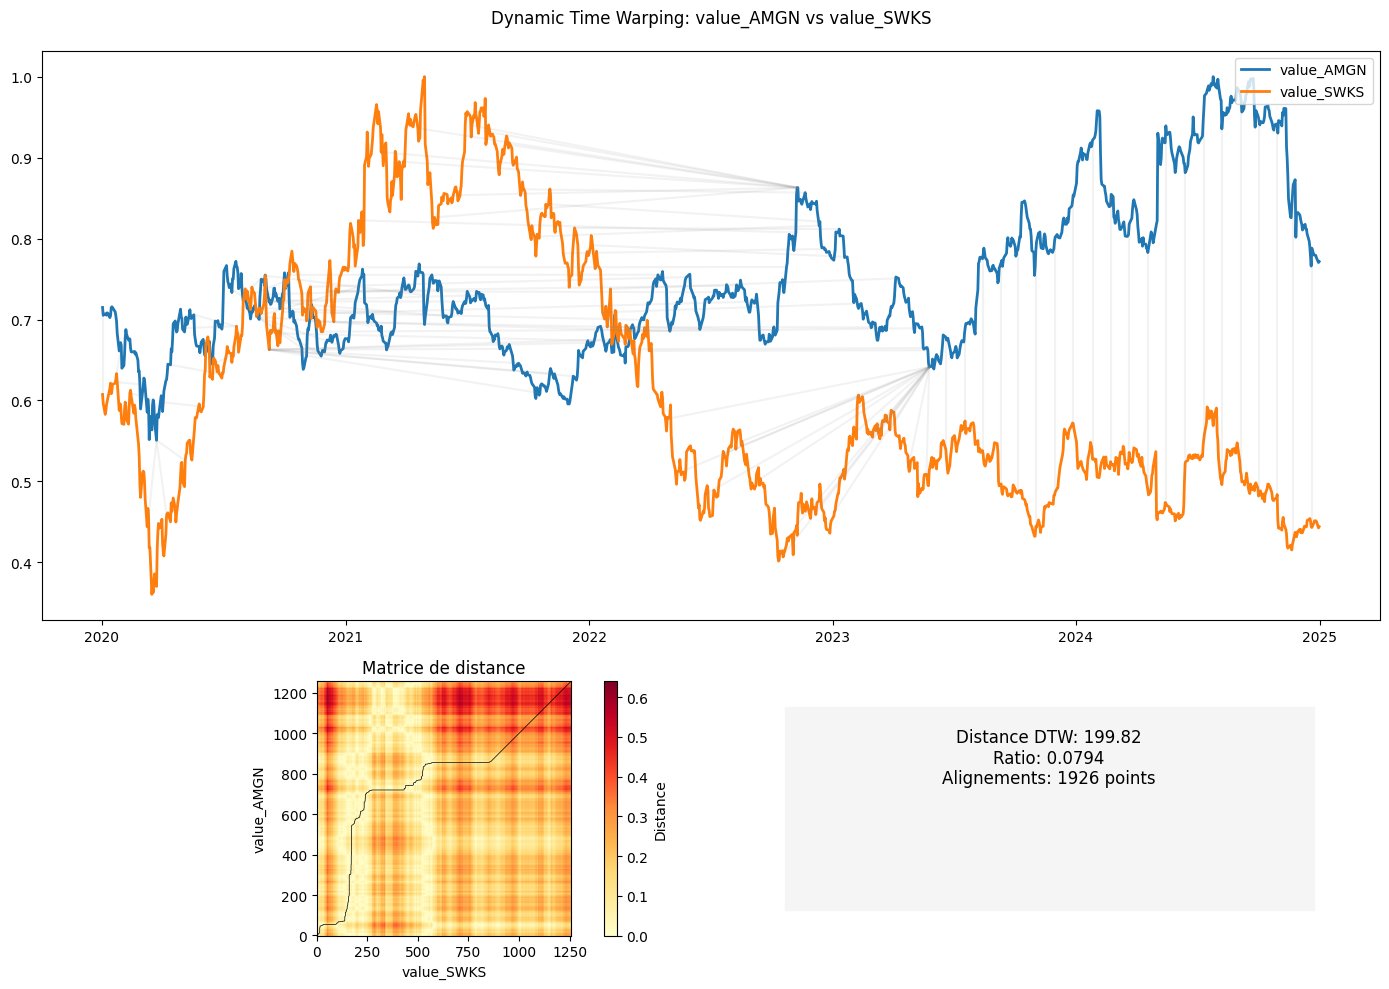 Dynamic Time Warping: value_AMGN vs value_SWKS
value_AMGN
value_SWKS
1.0
0.9
0.8
0.7
0.6
0.5
0.4
2020 2021 2022 2023 2024 2025
Matrice de distance
1200
1000
800
600
400
200
0
value_AMGN
0 250 500 750 1000 1250
value_SWKS
0.6
0.5
0.4
0.3
0.2
0.1
0.0
Distance
Distance DTW: 199.82
Ratio: 0.0794
Alignements: 1926 points